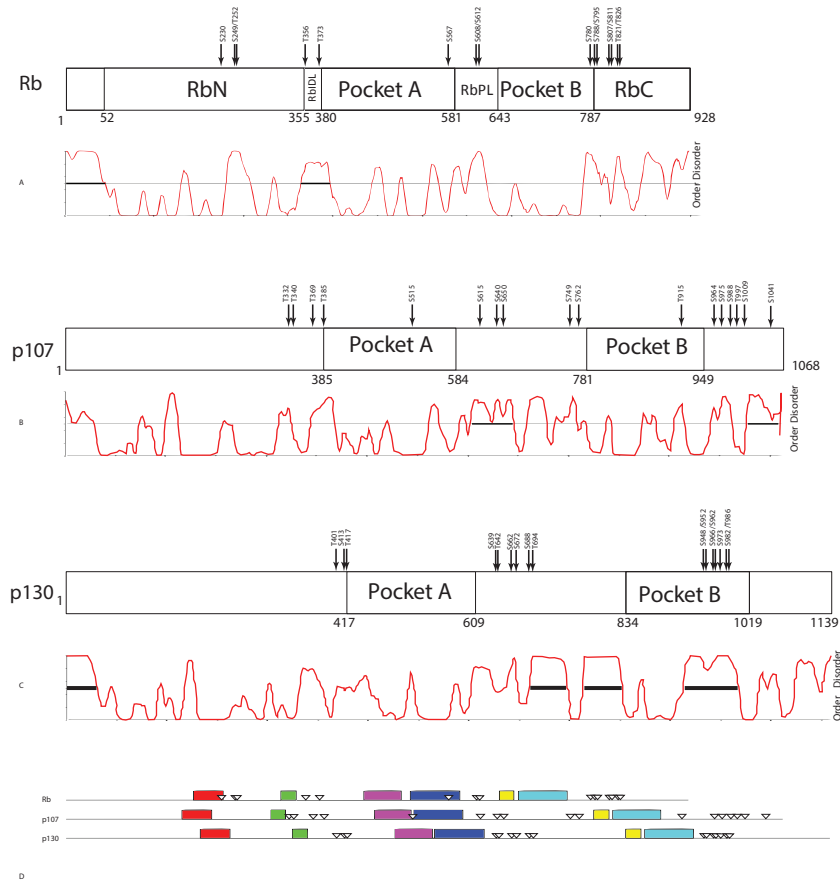 S230
S249/T252
T356
T373
S567
S608/S612
S780
S788/S795
S807/S811
T821/T826
Rb
RbN
RbIDL
Pocket A
RbPL
Pocket B
RbC
1 52 355 380 581 643 787 928
A
Order Disorder
T332
T340
T369
T385
S515
S615
S640
S650
S749
S762
T915
S964
S975
S988
T997
S1009
S1041
p107
Pocket A
Pocket B
1 385 584 781 949 1068
B
Order Disorder
T401
S413
T417
S639
T642
S662
S672
S688
T694
S948/S952
S966/S962
S973
S982/T986
p130
1
Pocket A
Pocket B
417 609 834 1019 1139
C
Order Disorder
Rb
p107
p130
D